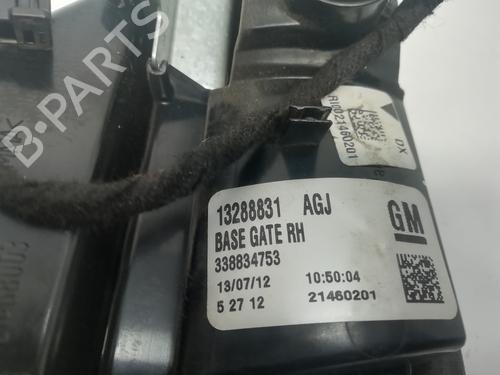 B-PARTS
RH0021460201
DX
13288831 AGJ
BASE GATE RH
GM
338834753
13/07/12 10:50:04
5 27 12 21460201